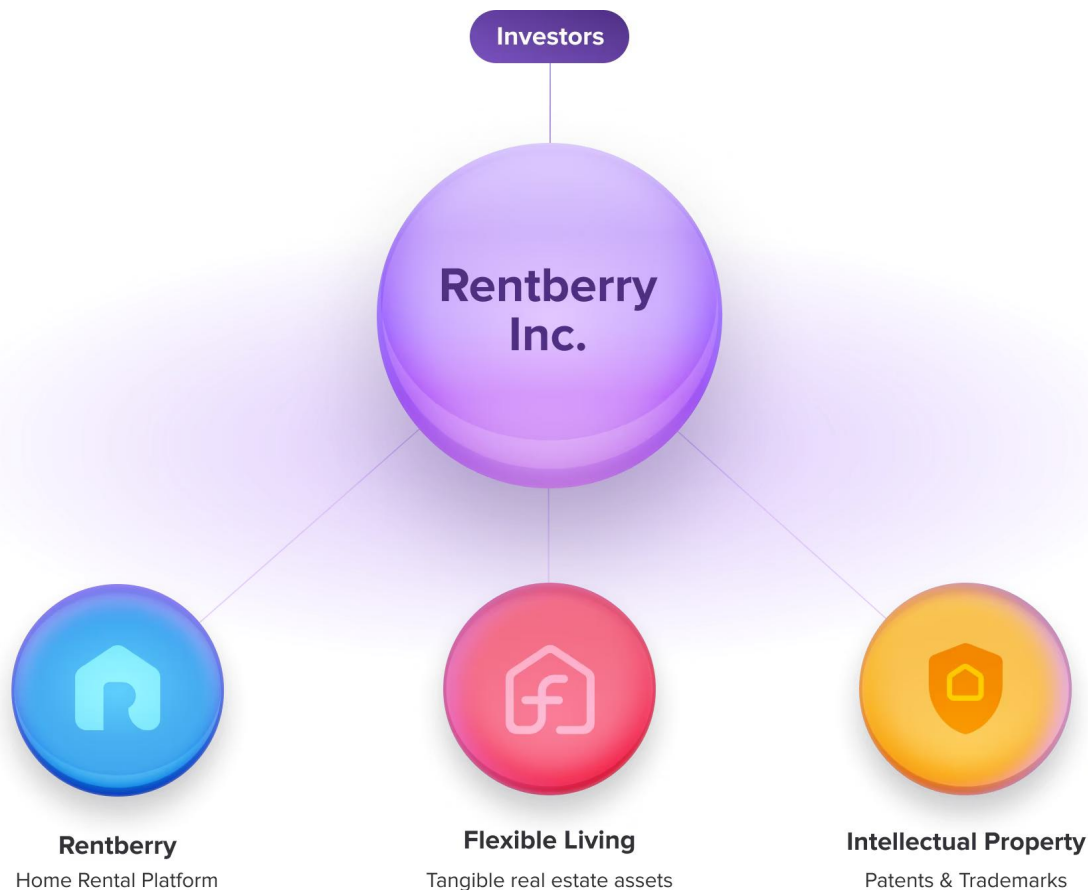 Investors
Rentberry
Inc.
Rentberry
Home Rental Platform
Flexible Living
Tangible real estate assets
Intellectual Property
Patents & Trademarks